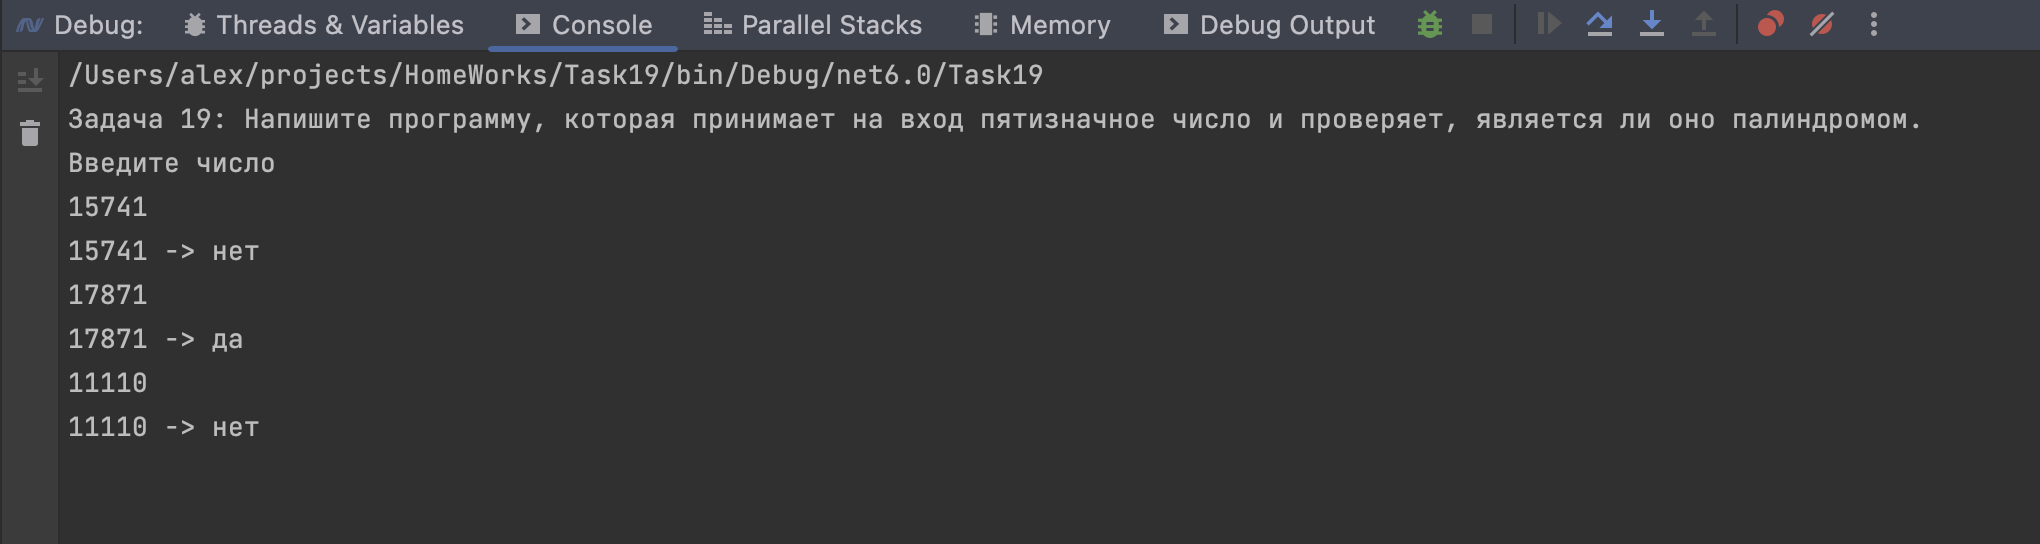 Debug: Threads & Variables Console Parallel Stacks Memory Debug Output
/Users/alex/projects/HomeWorks/Task19/bin/Debug/net6.0/Task19
Задача 19: Напишите программу, которая принимает на вход пятизначное число и проверяет, является ли оно палиндромом.
Введите число
15741
15741 -> нет
17871
17871 -> да
11110
11110 -> нет